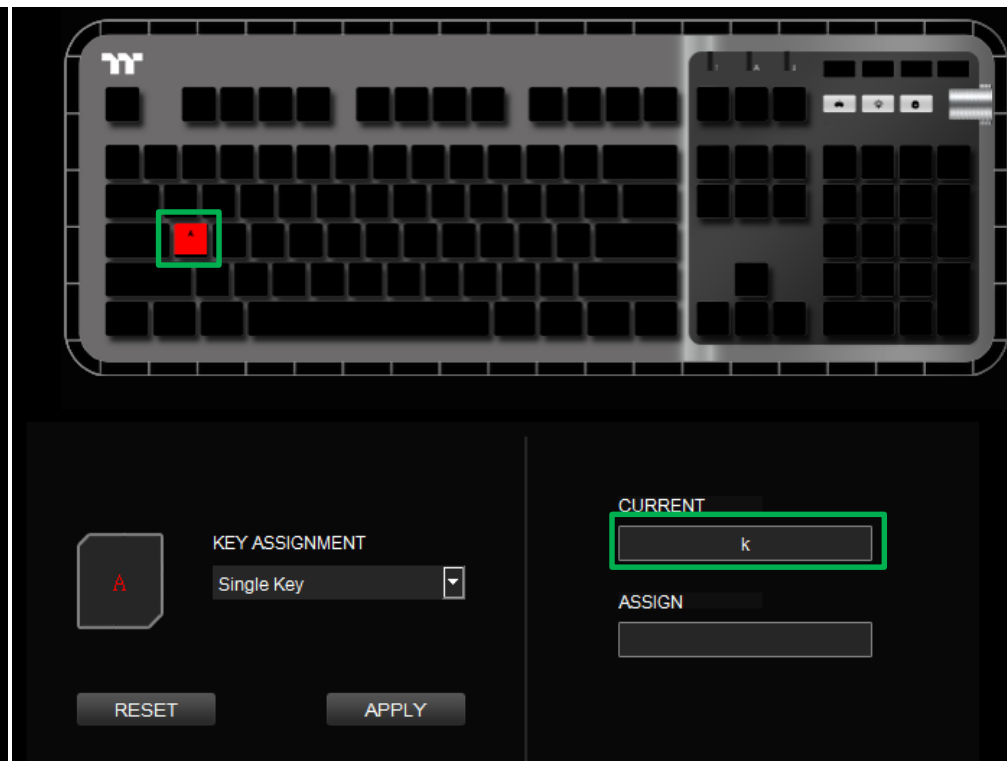 A
CURRENT
k
KEY ASSIGNMENT
A
Single Key
ASSIGN
RESET
APPLY